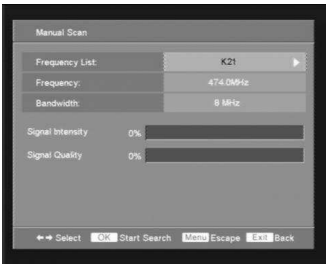 Manual Scan
Frequency List: K21
Frequency: 474.0MHz
Bandwidth: 8 MHz
Signal Intensity 0%
Signal Quality 0%
Select OK Start Search Menu Escape Exit Back